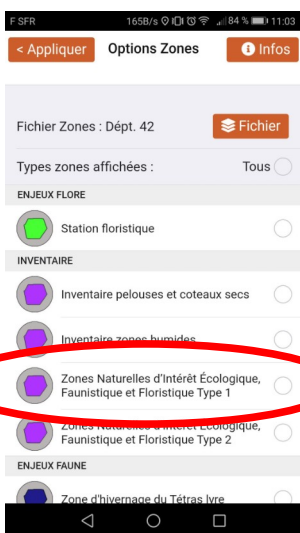 F SFR 165B/s 84 % 11:03
< Appliquer Options Zones Infos
Fichier Zones : Dépt. 42 Fichier
Types zones affichées : Tous
ENJEUX FLORE
Station floristique
INVENTAIRE
Inventaire pelouses et coteaux secs
Inventaire zones humides
Zones Naturelles d'Intérêt Écologique,
Faunistique et Floristique Type 1
Zones Naturelles d'Intérêt Écologique,
Faunistique et Floristique Type 2
ENJEUX FAUNE
Zone d'hivernage du Tétras lyre